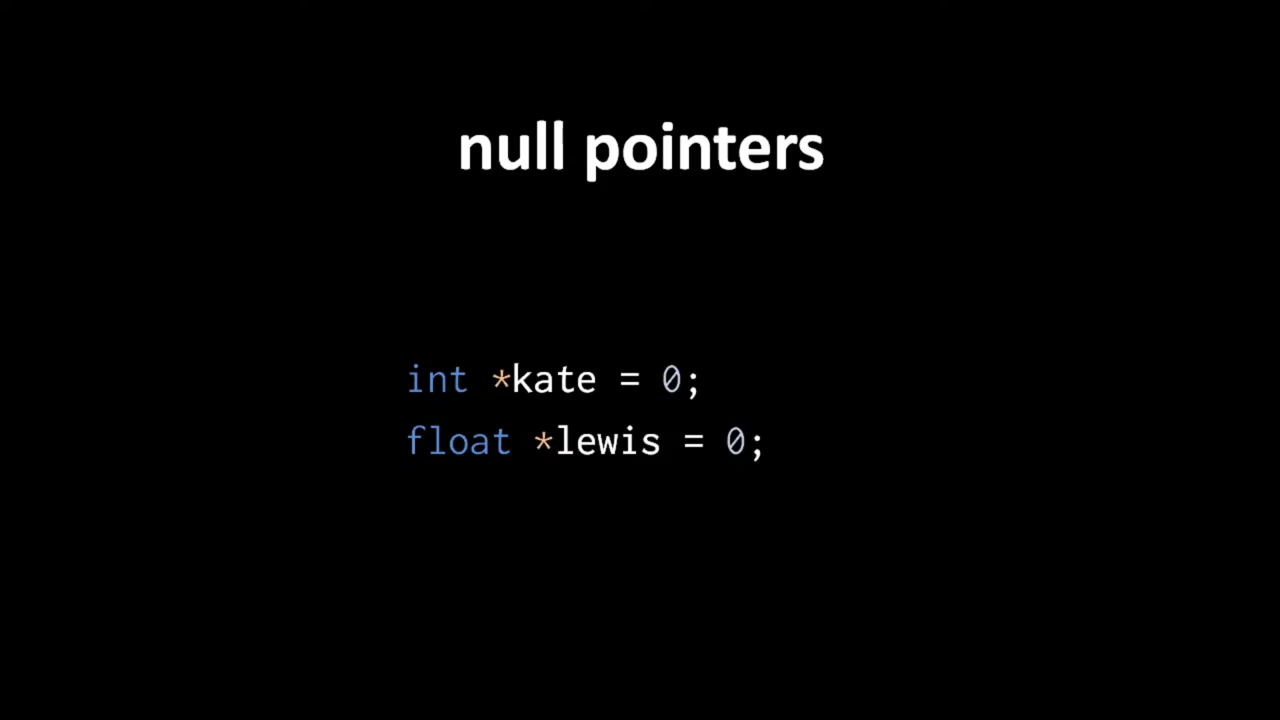 null pointers
int *kate = 0;
float *lewis = 0;